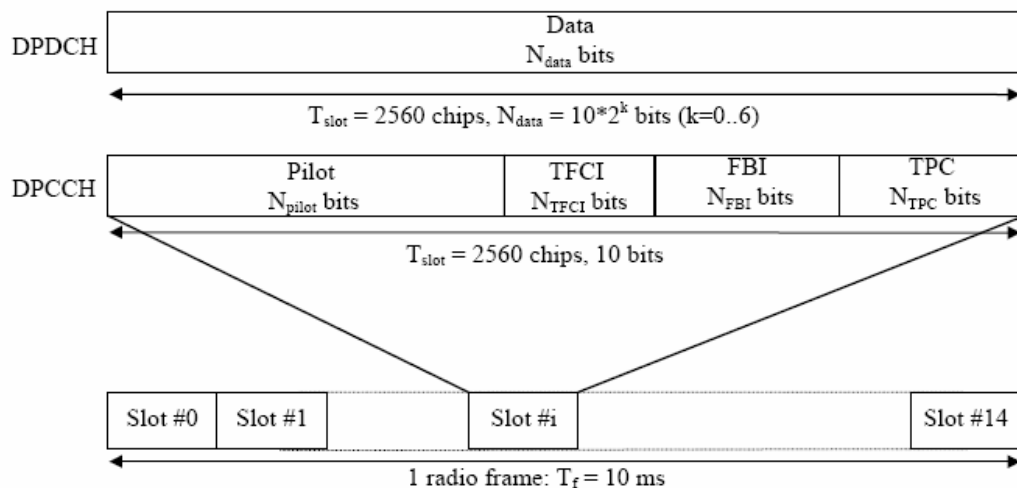 Data
DPDCH
N_data bits
T_slot = 2560 chips, N_data = 10*2^k bits (k=0..6)
Pilot TFCI FBI TPC
DPCCH
N_pilot bits N_TFCI bits N_FBI bits N_TPC bits
T_slot = 2560 chips, 10 bits
Slot #0 Slot #1 Slot #i Slot #14
1 radio frame: T_f = 10 ms